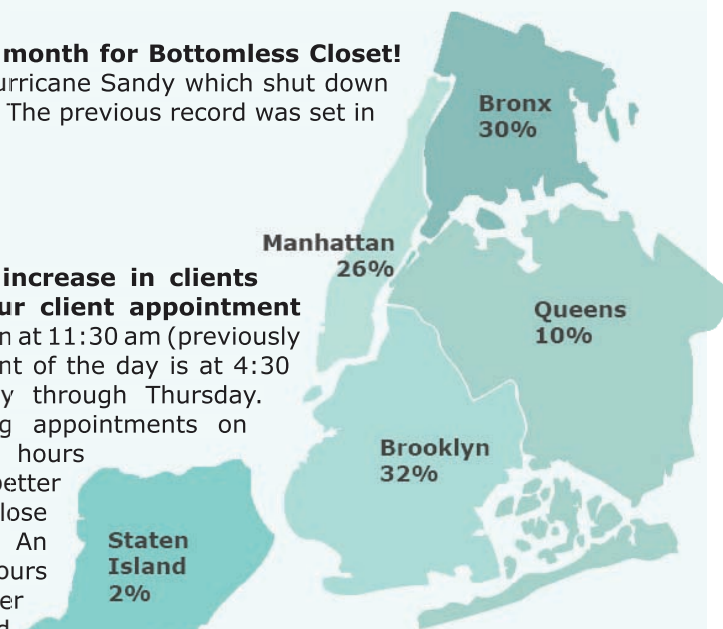 month for Bottomless Closet!
urricane Sandy which shut down
The previous record was set in
increase in clients
ur client appointment
n at 11:30 am (previously
nt of the day is at 4:30
y through Thursday.
g appointments on
hours
etter
lose
An
ours
er
Bronx
30%
Manhattan
26%
Queens
10%
Brooklyn
32%
Staten
Island
2%